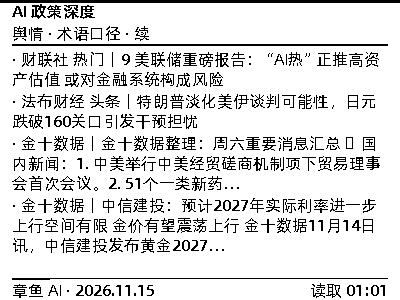 AI 政策深度
舆情·术语口径·续
· 财联社 热门｜9 美联储重磅报告：“AI热”正推高资
产估值 或对金融系统构成风险
· 法布财经 头条｜特朗普淡化美伊谈判可能性，日元
跌破160关口引发干预担忧
· 金十数据｜金十数据整理：周六重要消息汇总 国
内新闻：1. 中美举行中美经贸磋商机制项下贸易理事
会首次会议。2. 51个一类新药…
· 金十数据｜中信建投：预计2027年实际利率进一步
上行空间有限 金价有望震荡上行 金十数据11月14日
讯，中信建投发布黄金2027…
章鱼 AI · 2026.11.15
读取 01:01